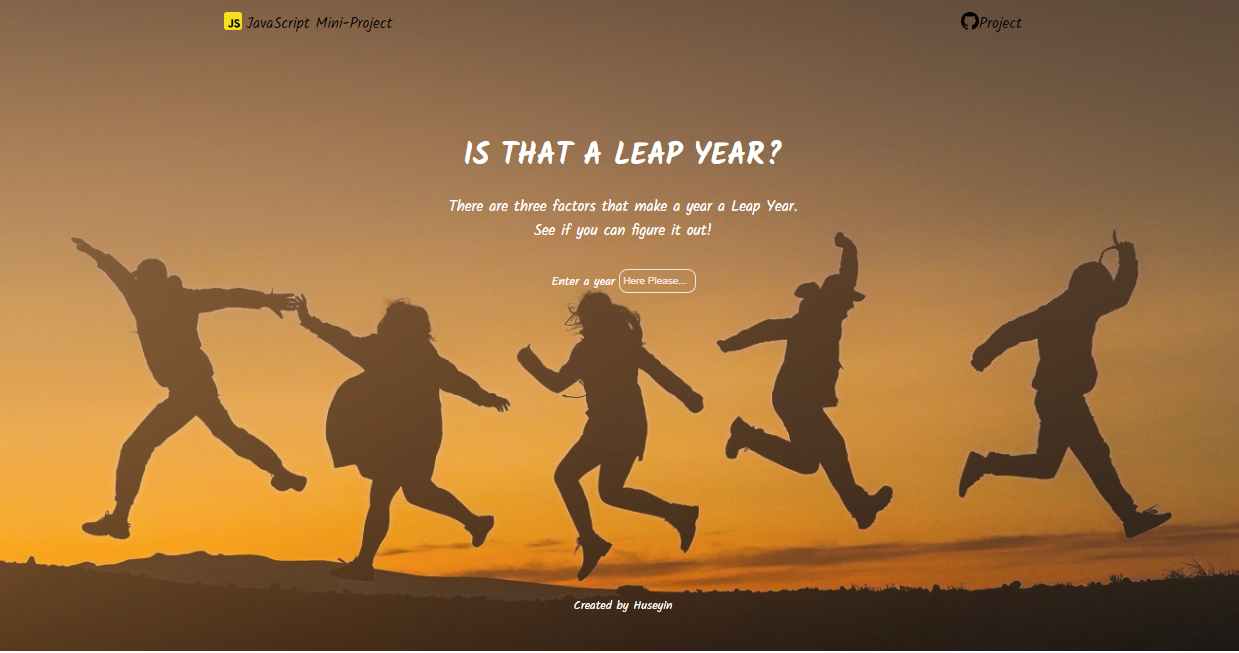 JS JavaScript Mini-Project
Project
IS THAT A LEAP YEAR?
There are three factors that make a year a Leap Year.
See if you can figure it out!
Enter a year Here Please...
Created by Huseyin